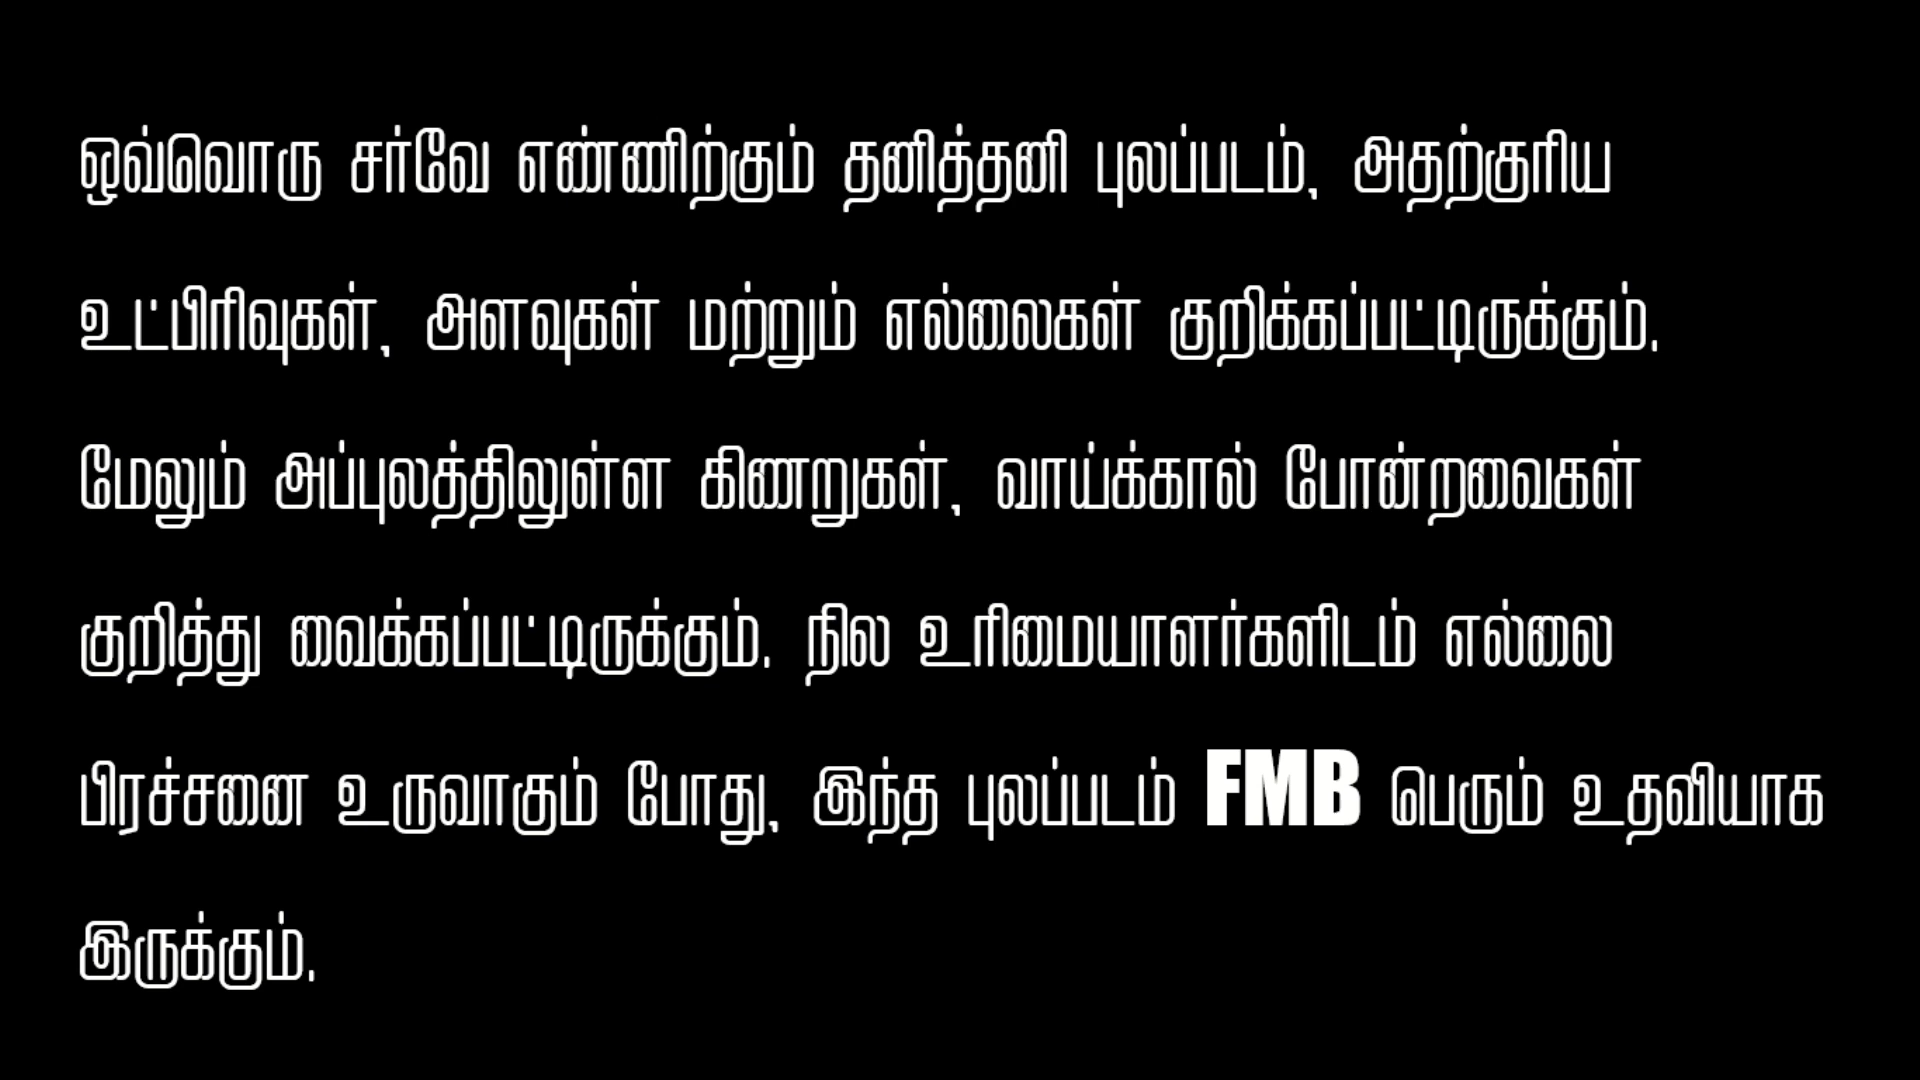 ஒவ்வொரு சர்வே எண்ணிற்கும் தனித்தனி புலப்படம், அதற்குரிய
உட்பிரிவுகள், அளவுகள் மற்றும் எல்லைகள் குறிக்கப்பட்டிருக்கும்.
மேலும் அப்புலத்திலுள்ள கிணறுகள், வாய்க்கால் போன்றவைகள்
குறித்து வைக்கப்பட்டிருக்கும். நில உரிமையாளர்களிடம் எல்லை
பிரச்சனை உருவாகும் போது, இந்த புலப்படம் FMB பெரும் உதவியாக
இருக்கும்.